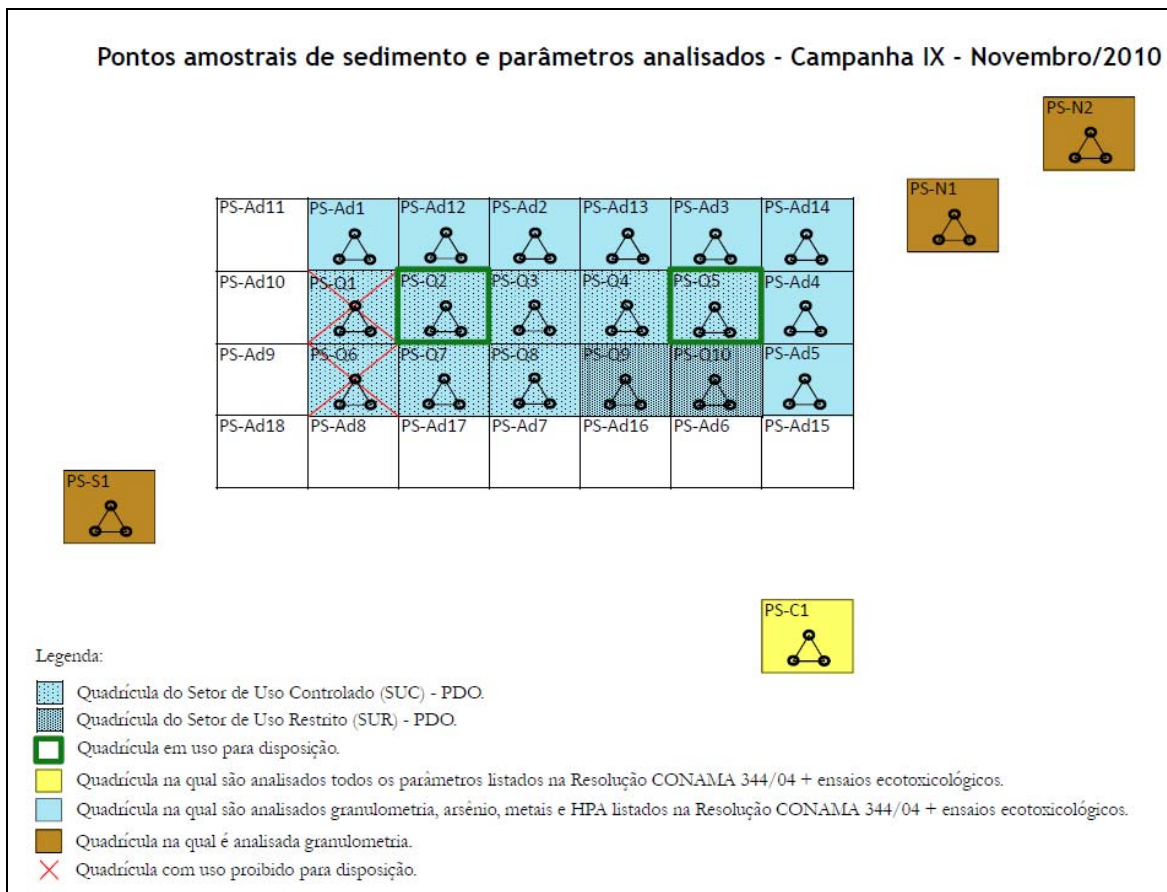 Pontos amostrais de sedimento e parâmetros analisados - Campanha IX - Novembro/2010
PS-N2
PS-N1
PS-Ad11 PS-Ad1 PS-Ad12 PS-Ad2 PS-Ad13 PS-Ad3 PS-Ad14
PS-Ad10 PS-Q1 PS-Q2 PS-Q3 PS-Q4 PS-Q5 PS-Ad4
PS-Ad9 PS-Q6 PS-Q7 PS-Q8 PS-Q9 PS-Q10 PS-Ad5
PS-Ad18 PS-Ad8 PS-Ad17 PS-Ad7 PS-Ad16 PS-Ad6 PS-Ad15
PS-S1
PS-C1
Legenda:
Quadrícula do Setor de Uso Controlado (SUC) - PDO.
Quadrícula do Setor de Uso Restrito (SUR) - PDO.
Quadrícula em uso para disposição.
Quadrícula na qual são analisados todos os parâmetros listados na Resolução CONAMA 344/04 + ensaios ecotoxicológicos.
Quadrícula na qual são analisados granulometria, arsênio, metais e HPA listados na Resolução CONAMA 344/04 + ensaios ecotoxicológicos.
Quadrícula na qual é analisada granulometria.
Quadrícula com uso proibido para disposição.